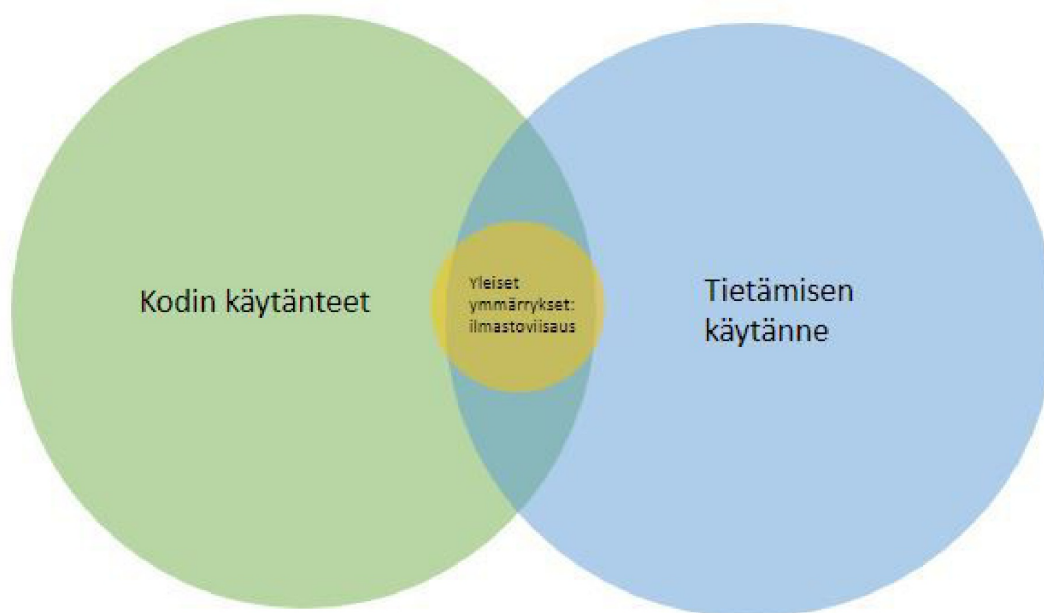 Kodin käytänteet
Yleiset
ymmärrykset:
ilmastoviisaus
Tietämisen
käytänne